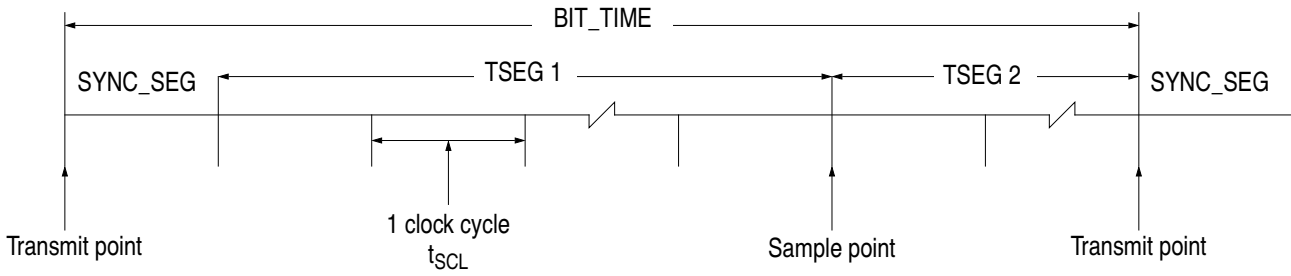 BIT_TIME
SYNC_SEG
TSEG 1
TSEG 2
SYNC_SEG
Transmit point
1 clock cycle
tSCL
Sample point
Transmit point